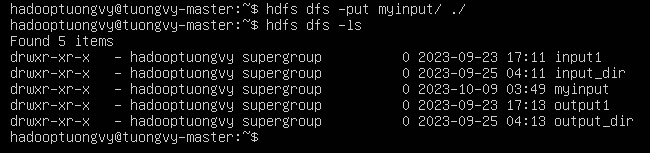 hadooptuongvy@tuongvy-master:~$ hdfs dfs -put myinput/ ./
hadooptuongvy@tuongvy-master:~$ hdfs dfs -ls
Found 5 items
drwxr-xr-x   - hadooptuongvy supergroup          0 2023-09-23 17:11 input1
drwxr-xr-x   - hadooptuongvy supergroup          0 2023-09-25 04:11 input_dir
drwxr-xr-x   - hadooptuongvy supergroup          0 2023-10-09 03:49 myinput
drwxr-xr-x   - hadooptuongvy supergroup          0 2023-09-23 17:13 output1
drwxr-xr-x   - hadooptuongvy supergroup          0 2023-09-25 04:13 output_dir
hadooptuongvy@tuongvy-master:~$